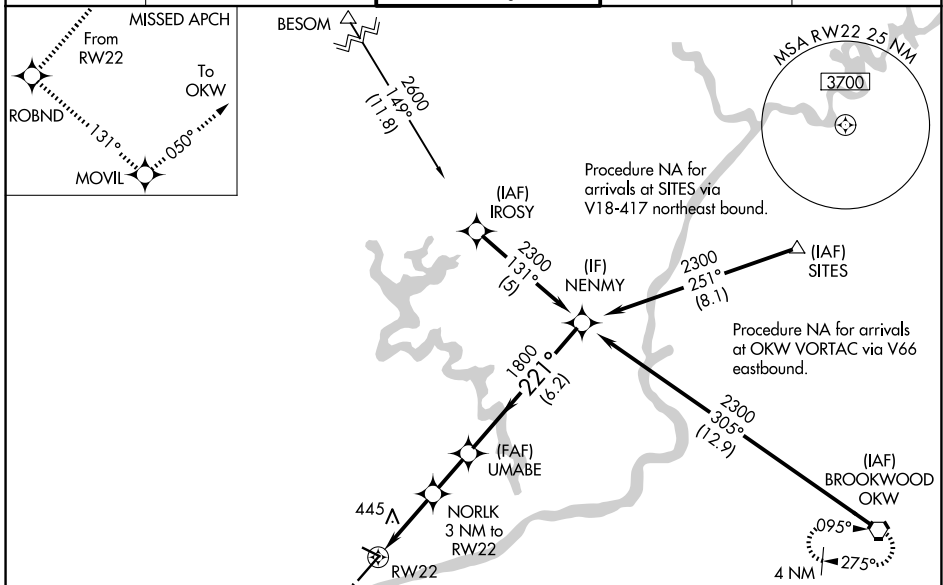 MISSED APCH
From
RW22
To
OKW
ROBND
131°
050°
MOVIL
BESOM
2600
149°
(11.8)
MSA RW22 25 NM
3700
Procedure NA for
arrivals at SITES via
V18-417 northeast bound.
(IAF)
IROSY
2300
131°
(5)
(IF)
NENMY
2300
251°
(8.1)
(IAF)
SITES
Procedure NA for arrivals
at OKW VORTAC via V66
eastbound.
1800
221°
(6.2)
2300
305°
(12.9)
(FAF)
UMABE
(IAF)
BROOKWOOD
OKW
445
NORLK
3 NM to
RW22
RW22
095°
275°
4 NM